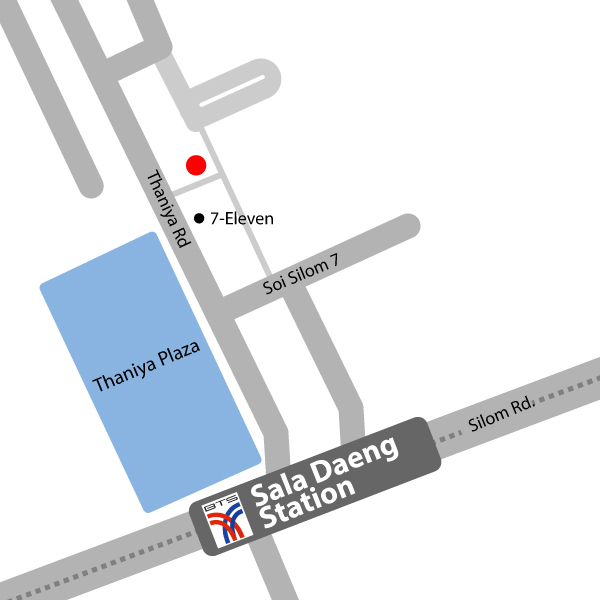 Thaniya Rd
7-Eleven
Soi Silom 7
Thaniya Plaza
Silom Rd.
BTS
Sala Daeng
Station